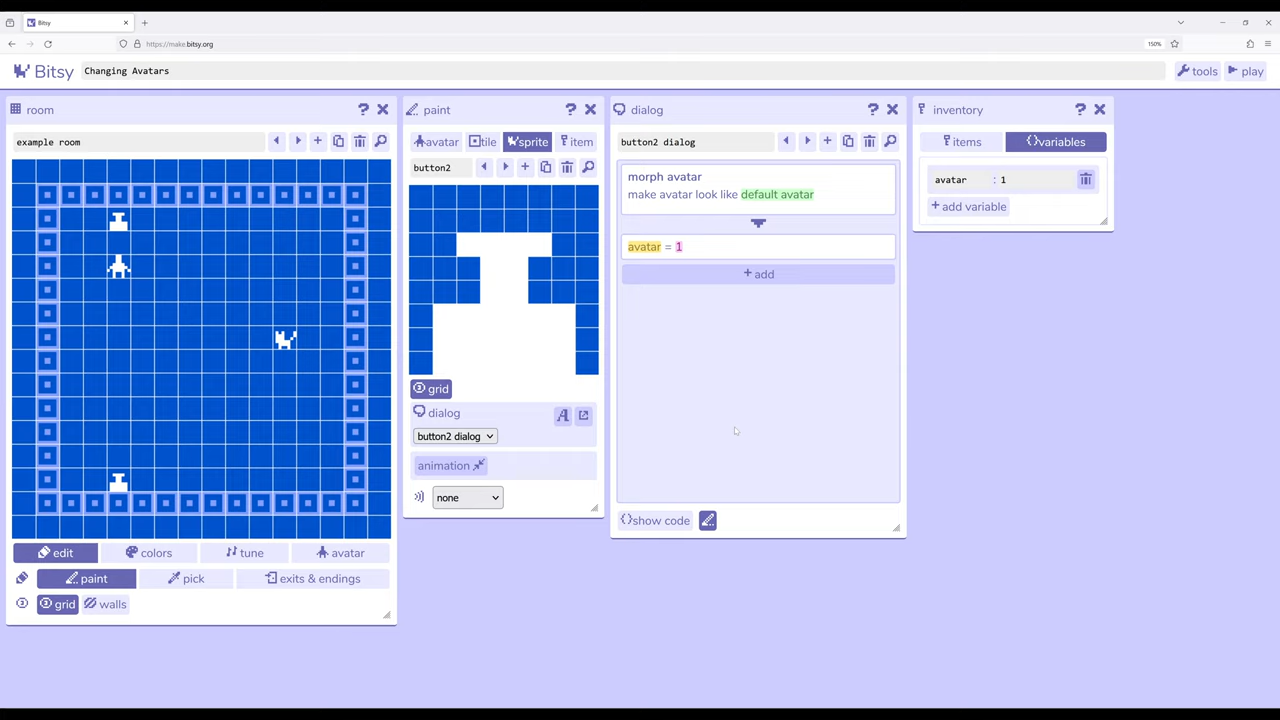 Bitsy
https://make.bitsy.org
150%
Bitsy
Changing Avatars
tools
play
room
example room
edit
colors
tune
avatar
paint
pick
exits & endings
grid
walls
paint
avatar
tile
sprite
item
button2
grid
dialog
A
button2 dialog
animation
none
dialog
button2 dialog
morph avatar
make avatar look like default avatar
avatar = 1
+ add
{}show code
inventory
items
{}variables
avatar : 1
+ add variable